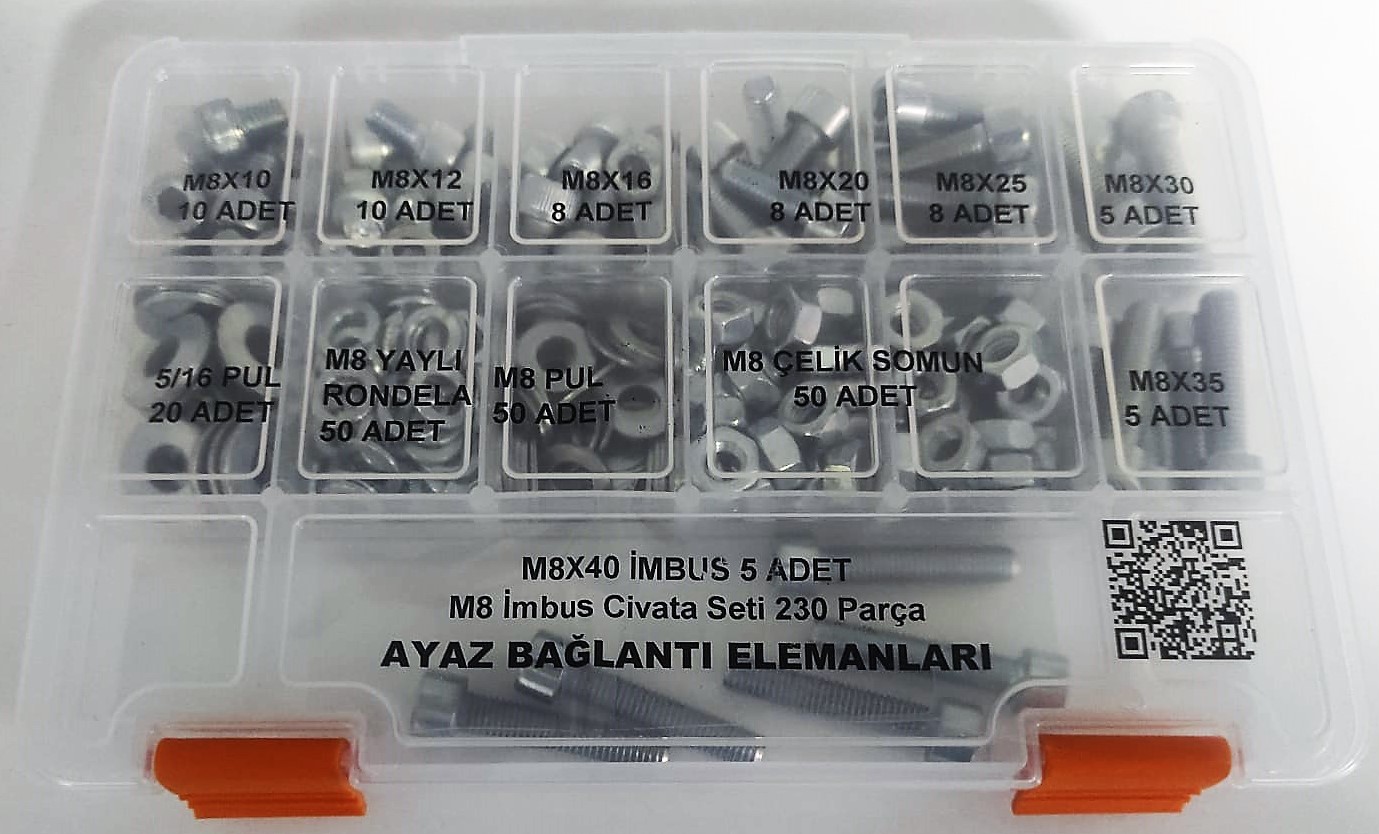 M8X10
10 ADET
M8X12
10 ADET
M8X16
8 ADET
M8X20
8 ADET
M8X25
8 ADET
M8X30
5 ADET
5/16 PUL
20 ADET
M8 YAYLI
RONDELA
50 ADET
M8 PUL
50 ADET
M8 ÇELİK SOMUN
50 ADET
M8X35
5 ADET
M8X40 İMBUS 5 ADET
M8 İmbus Civata Seti 230 Parça
AYAZ BAĞLANTI ELEMANLARI